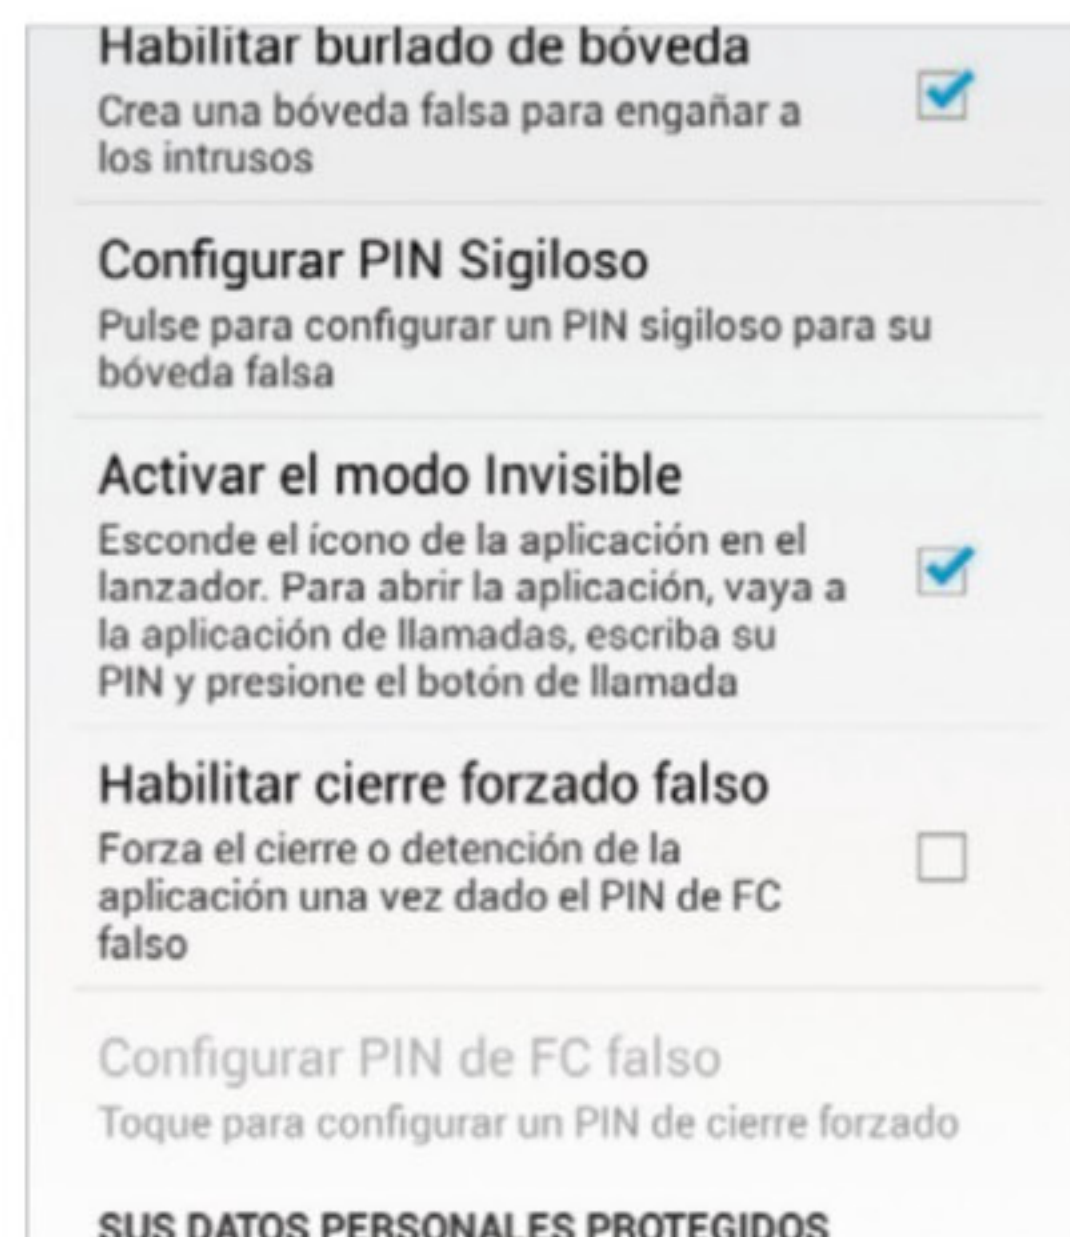 Habilitar burlado de bóveda
Crea una bóveda falsa para engañar a
los intrusos
Configurar PIN Sigiloso
Pulse para configurar un PIN sigiloso para su
bóveda falsa
Activar el modo Invisible
Esconde el ícono de la aplicación en el
lanzador. Para abrir la aplicación, vaya a
la aplicación de llamadas, escriba su
PIN y presione el botón de llamada
Habilitar cierre forzado falso
Forza el cierre o detención de la
aplicación una vez dado el PIN de FC
falso
Configurar PIN de FC falso
Toque para configurar un PIN de cierre forzado
SUS DATOS PERSONALES PROTEGIDOS